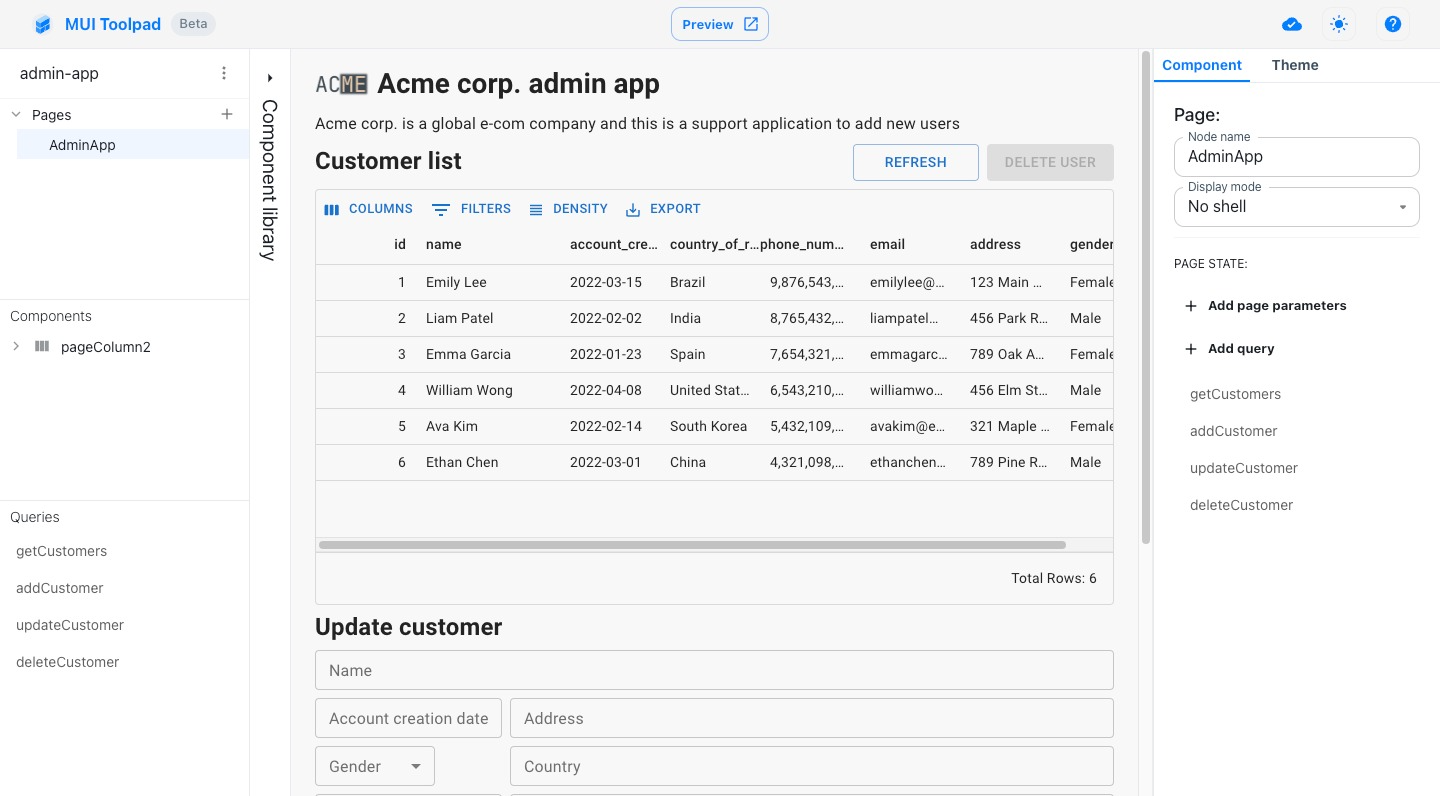 MUI Toolpad Beta
Preview
admin-app
Pages
AdminApp
Components
pageColumn2
Queries
getCustomers
addCustomer
updateCustomer
deleteCustomer
Component library
ACME Acme corp. admin app
Acme corp. is a global e-com company and this is a support application to add new users
Customer list
REFRESH DELETE USER
COLUMNS FILTERS DENSITY EXPORT
id name account_cre… country_of_r… phone_num… email address gender
1 Emily Lee 2022-03-15 Brazil 9,876,543,… emilylee@… 123 Main … Female
2 Liam Patel 2022-02-02 India 8,765,432,… liampatel… 456 Park R… Male
3 Emma Garcia 2022-01-23 Spain 7,654,321,… emmagarc… 789 Oak A… Female
4 William Wong 2022-04-08 United Stat… 6,543,210,… williamwo… 456 Elm St… Male
5 Ava Kim 2022-02-14 South Korea 5,432,109,… avakim@e… 321 Maple … Female
6 Ethan Chen 2022-03-01 China 4,321,098,… ethanchen… 789 Pine R… Male
Total Rows: 6
Update customer
Name
Account creation date Address
Gender Country
Component Theme
Page:
Node name
AdminApp
Display mode
No shell
PAGE STATE:
Add page parameters
Add query
getCustomers
addCustomer
updateCustomer
deleteCustomer